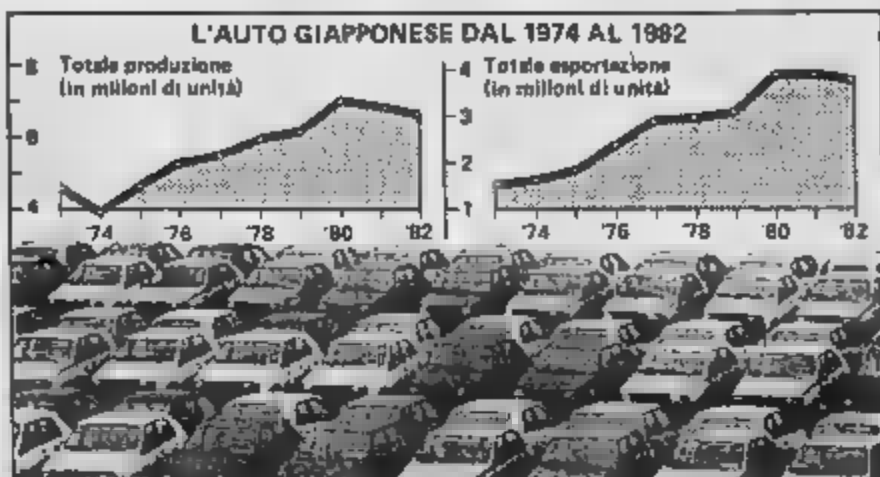 L'AUTO GIAPPONESE DAL 1974 AL 1982
Totale produzione
(in milioni di unità)
8
6
4
'74 '76 '78 '80 '82
Totale esportazione
(in milioni di unità)
4
3
2
1
'74 '76 '78 '80 '82